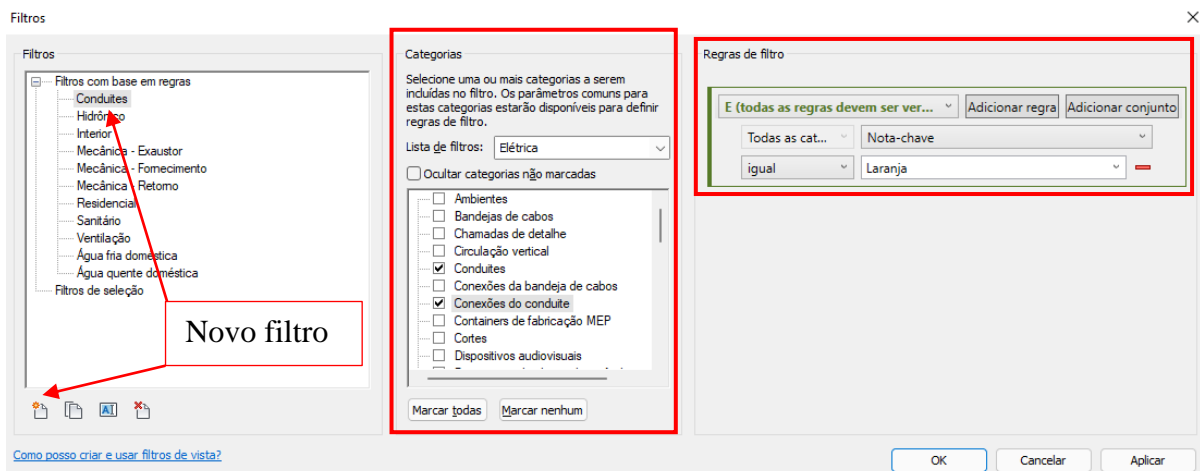 Filtros
Filtros
Filtros com base em regras
Conduites
Hidrônico
Interior
Mecânica - Exaustor
Mecânica - Fornecimento
Mecânica - Retorno
Residencial
Sanitário
Ventilação
Água fria doméstica
Água quente doméstica
Filtros de seleção
Novo filtro
Como posso criar e usar filtros de vista?
Categorias
Selecione uma ou mais categorias a serem
incluídas no filtro. Os parâmetros comuns para
estas categorias estarão disponíveis para definir
regras de filtro.
Lista de filtros: Elétrica
Ocultar categorias não marcadas
Ambientes
Bandejas de cabos
Chamadas de detalhe
Circulação vertical
Conduites
Conexões da bandeja de cabos
Conexões do conduite
Containers de fabricação MEP
Cortes
Dispositivos audiovisuais
Marcar todas Marcar nenhum
Regras de filtro
E (todas as regras devem ser ver... Adicionar regra Adicionar conjunto
Todas as cat... Nota-chave
igual Laranja
OK Cancelar Aplicar